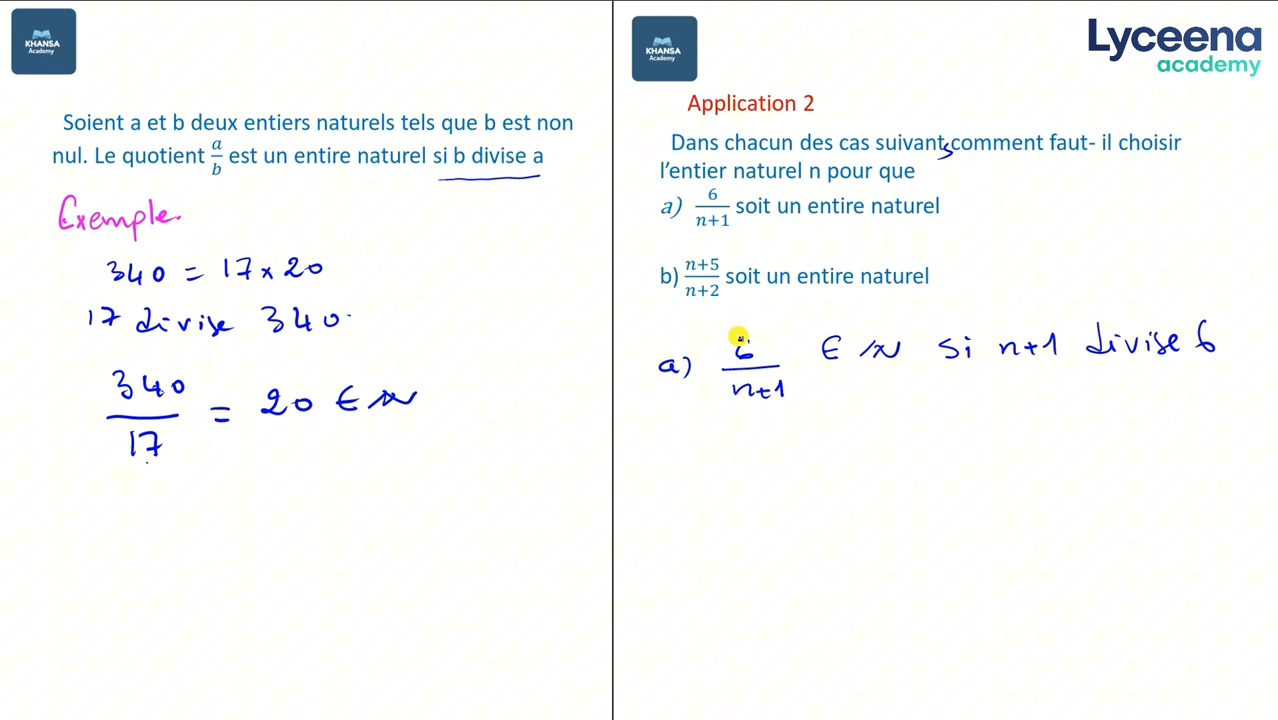 KHANSA
Academy
Soient a et b deux entiers naturels tels que b est non
nul. Le quotient a/b est un entire naturel si b divise a
Exemple.
340 = 17 x 20
17 divise 340.
340/17 = 20 ∈ ℕ
KHANSA
Academy
Lyceena
academy
Application 2
Dans chacun des cas suivants comment faut- il choisir
l'entier naturel n pour que
a) 6/n+1 soit un entire naturel
b) n+5/n+2 soit un entire naturel
a) 6/n+1 ∈ ℕ si n+1 divise 6